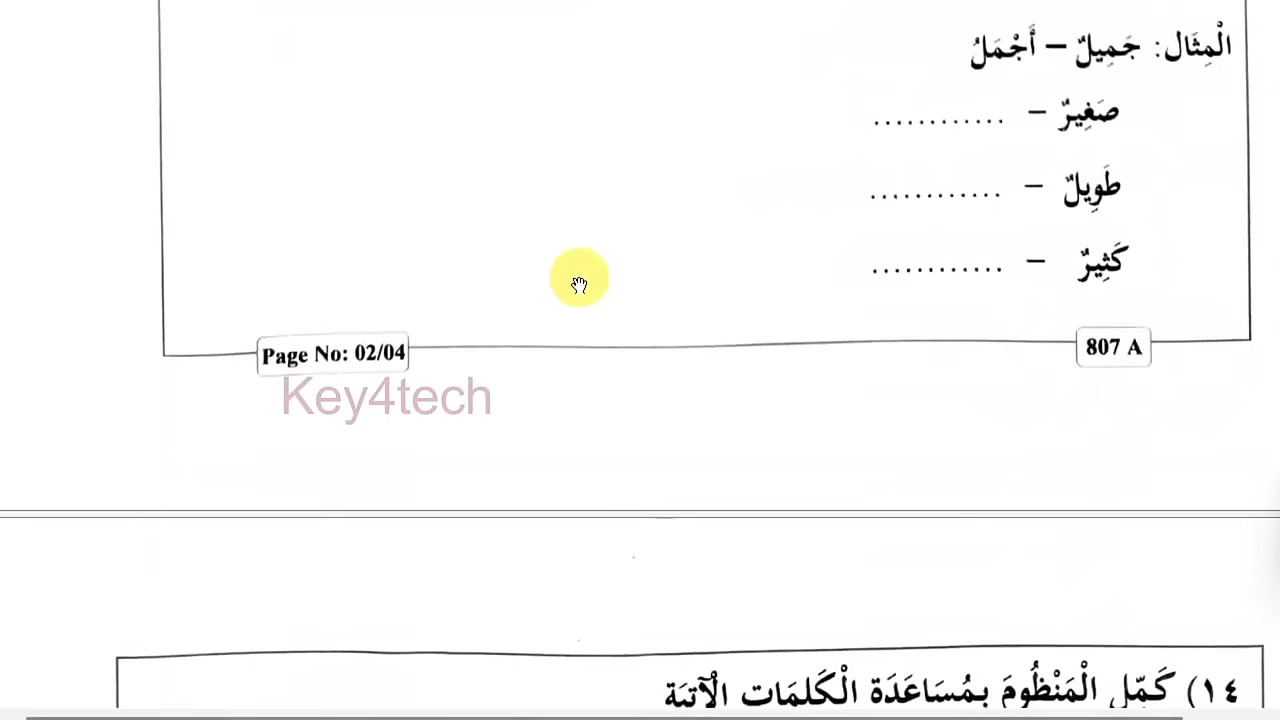 الْمِثَال: جَمِيلٌ – أَجْمَلُ
صَغِيرٌ – ............
طَوِيلٌ – ............
كَثِيرٌ – ............
Page No: 02/04
807 A
Key4tech
١٤) كَمِّلِ الْمَنْظُومَ بِمُسَاعَدَةِ الْكَلِمَاتِ الْآتِيَة